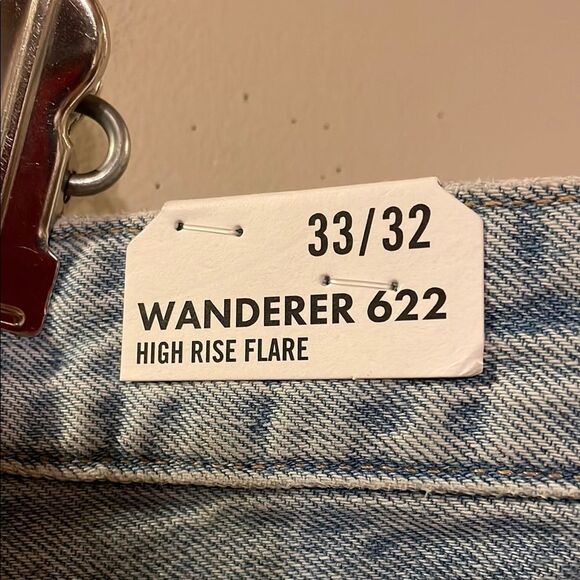 33/32
WANDERER 622
HIGH RISE FLARE